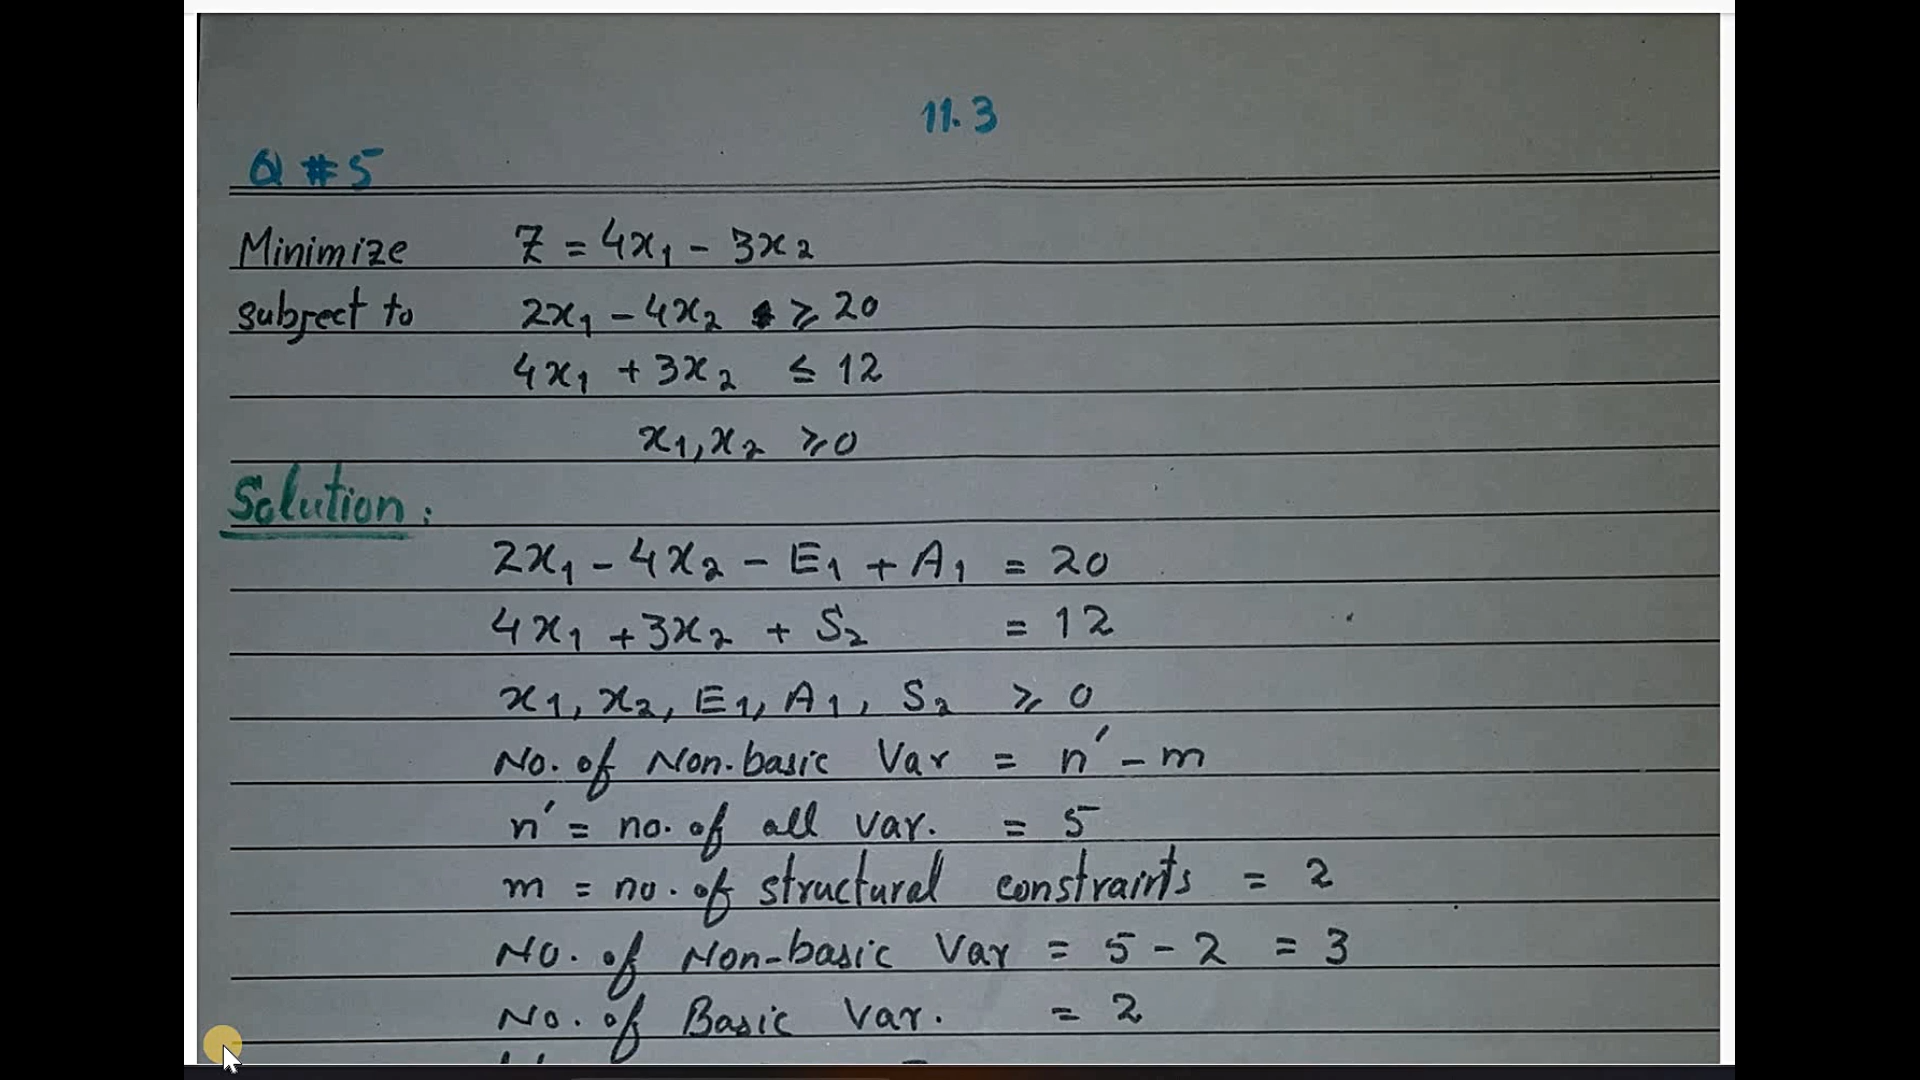 11.3
Q #5
Minimize Z = 4x₁ - 3x₂
subject to 2x₁ - 4x₂ ≥ 20
4x₁ + 3x₂ ≤ 12
x₁, x₂ ≥ 0
Solution:
2x₁ - 4x₂ - E₁ + A₁ = 20
4x₁ + 3x₂ + S₂ = 12
x₁, x₂, E₁, A₁, S₂ ≥ 0
No. of Non-basic Var = n' - m
n' = no. of all var. = 5
m = no. of structural constraints = 2
No. of Non-basic Var = 5 - 2 = 3
No. of Basic Var. = 2